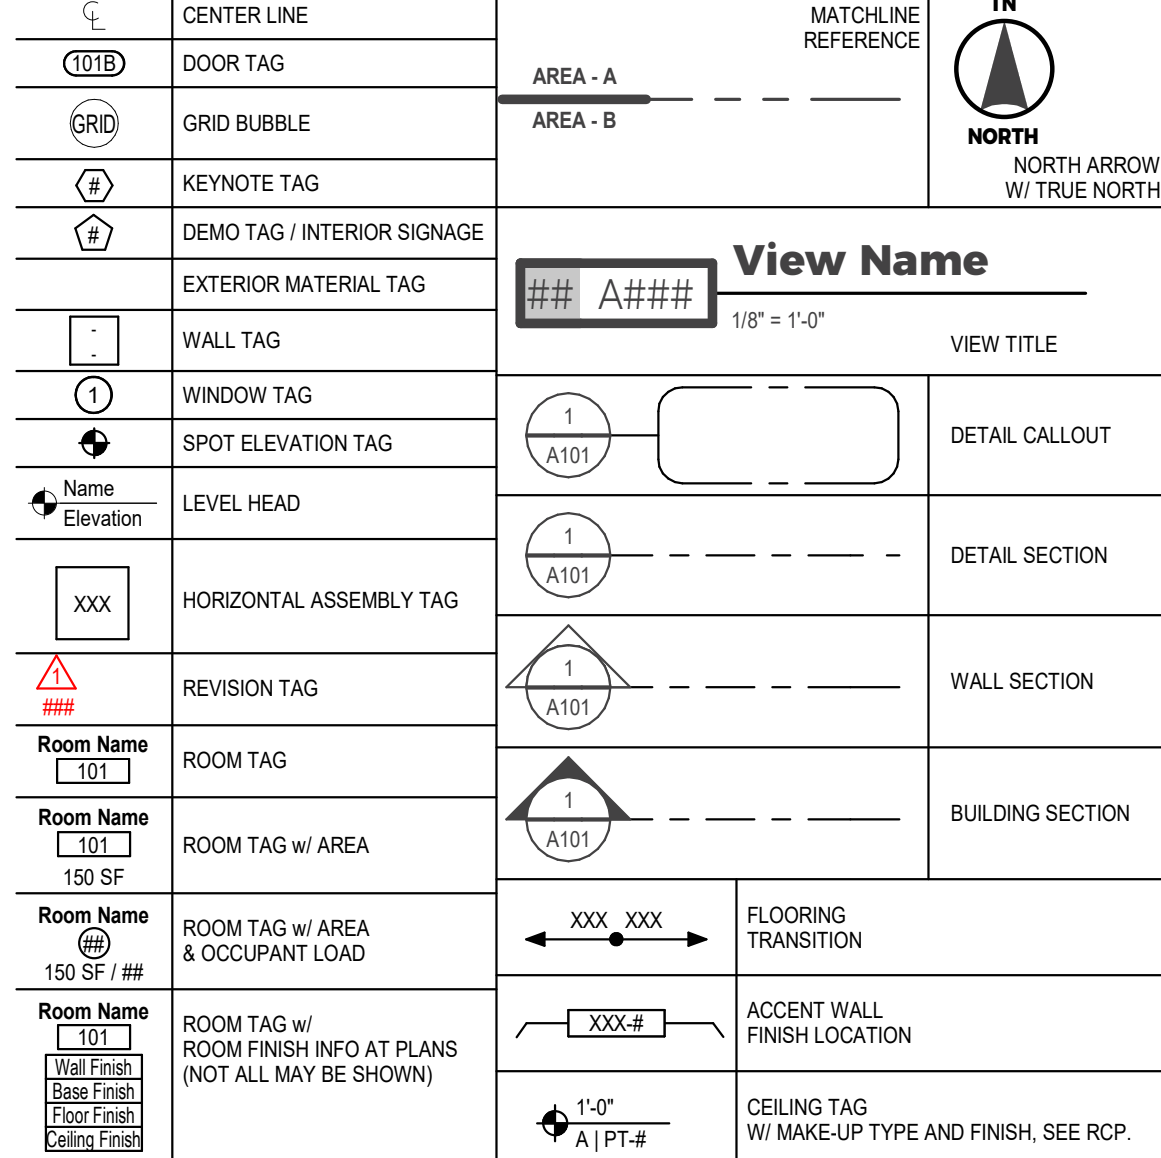 CENTER LINE
101B
DOOR TAG
GRID
GRID BUBBLE
#
KEYNOTE TAG
#
DEMO TAG / INTERIOR SIGNAGE
EXTERIOR MATERIAL TAG
-
-
WALL TAG
1
WINDOW TAG
SPOT ELEVATION TAG
Name
Elevation
LEVEL HEAD
XXX
HORIZONTAL ASSEMBLY TAG
1
###
REVISION TAG
Room Name
101
ROOM TAG
Room Name
101
150 SF
ROOM TAG w/ AREA
Room Name
##
150 SF / ##
ROOM TAG w/ AREA
& OCCUPANT LOAD
Room Name
101
Wall Finish
Base Finish
Floor Finish
Ceiling Finish
ROOM TAG w/
ROOM FINISH INFO AT PLANS
(NOT ALL MAY BE SHOWN)
MATCHLINE
REFERENCE
AREA - A
AREA - B
TN
NORTH
NORTH ARROW
W/ TRUE NORTH
## A###
View Name
1/8" = 1'-0"
VIEW TITLE
1
A101
DETAIL CALLOUT
1
A101
DETAIL SECTION
1
A101
WALL SECTION
1
A101
BUILDING SECTION
XXX XXX
FLOORING
TRANSITION
XXX-#
ACCENT WALL
FINISH LOCATION
1'-0"
A | PT-#
CEILING TAG
W/ MAKE-UP TYPE AND FINISH, SEE RCP.